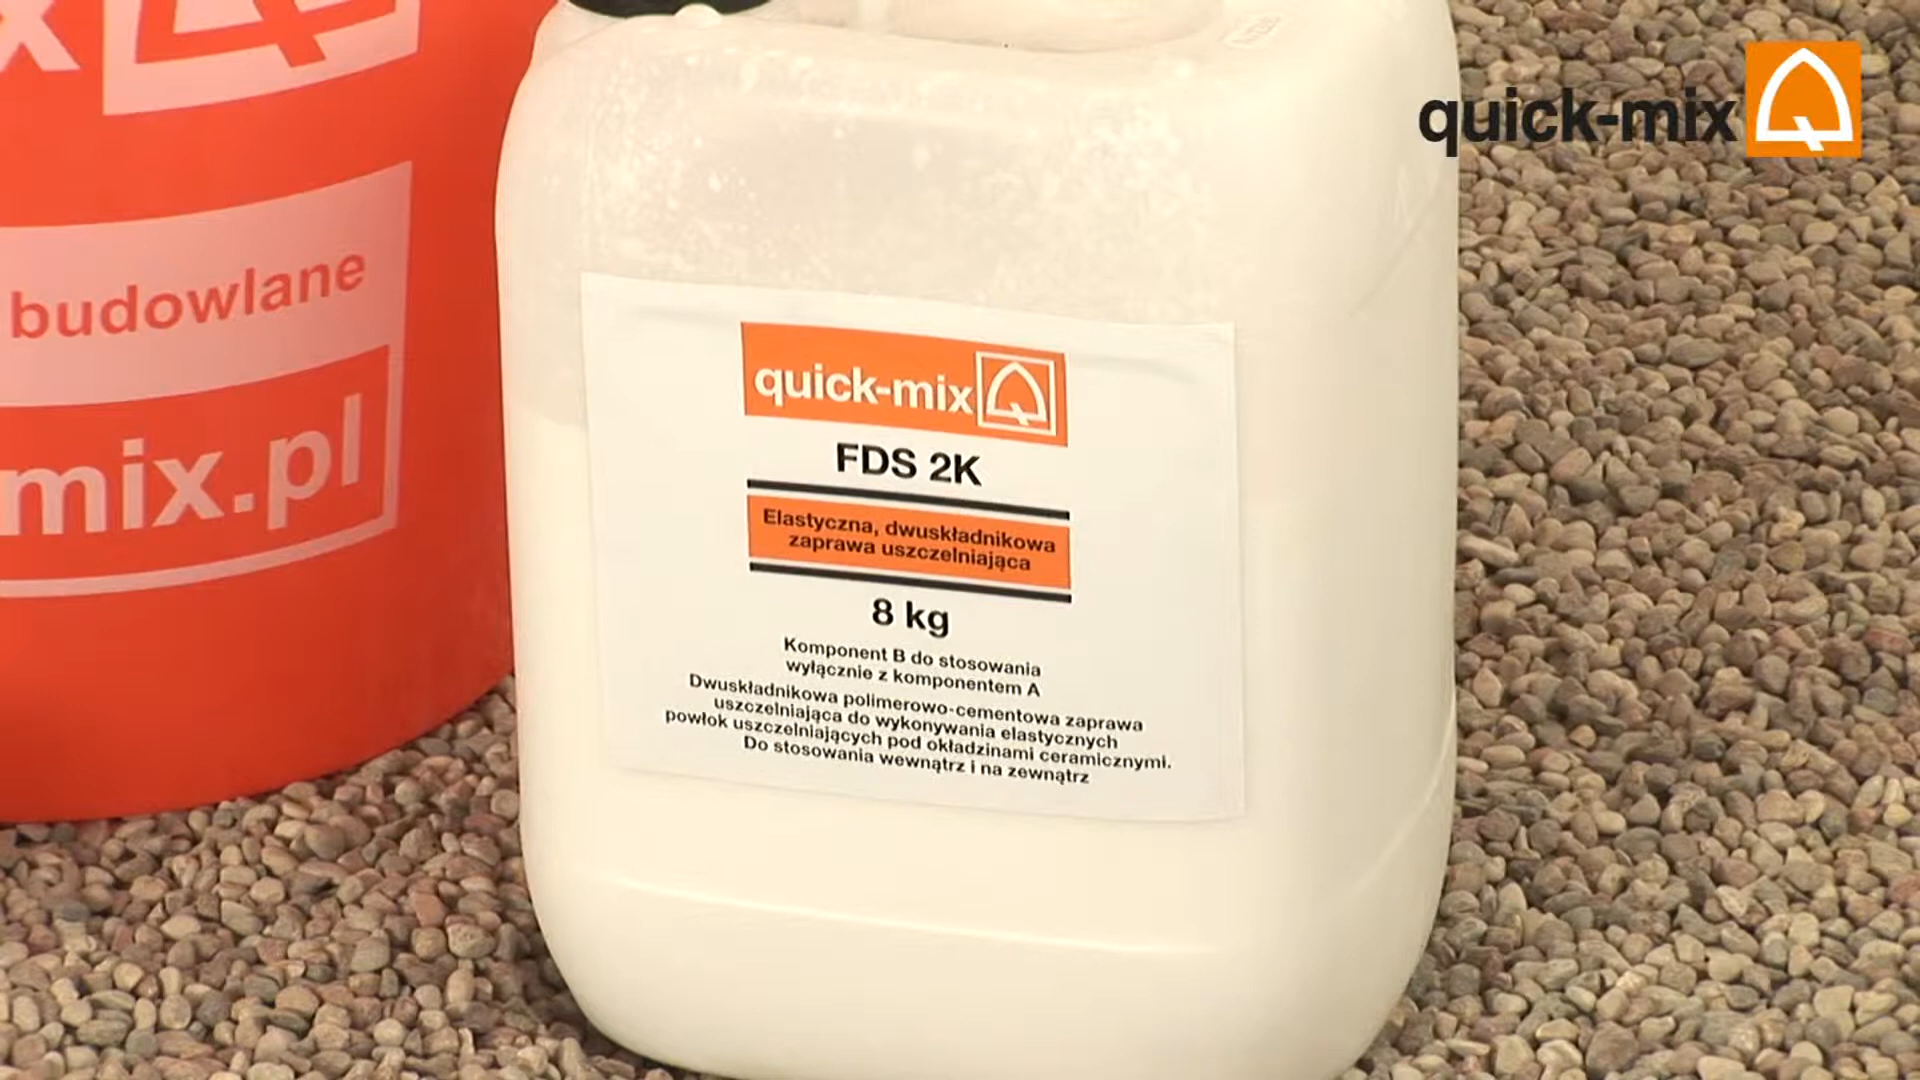 x
budowlane
mix.pl
quick-mix
quick-mix
FDS 2K
Elastyczna, dwuskładnikowa
zaprawa uszczelniająca
8 kg
Komponent B do stosowania
wyłącznie z komponentem A
Dwuskładnikowa polimerowo-cementowa zaprawa
uszczelniająca do wykonywania elastycznych
powłok uszczelniających pod okładzinami ceramicznymi.
Do stosowania wewnątrz i na zewnątrz